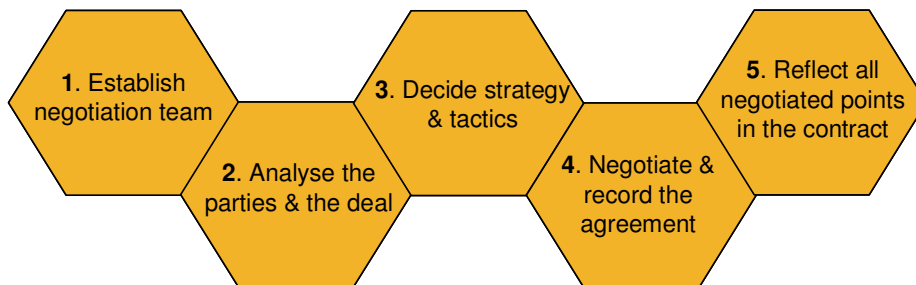 1. Establish
negotiation team
2. Analyse the
parties & the deal
3. Decide strategy
& tactics
4. Negotiate &
record the
agreement
5. Reflect all
negotiated points
in the contract